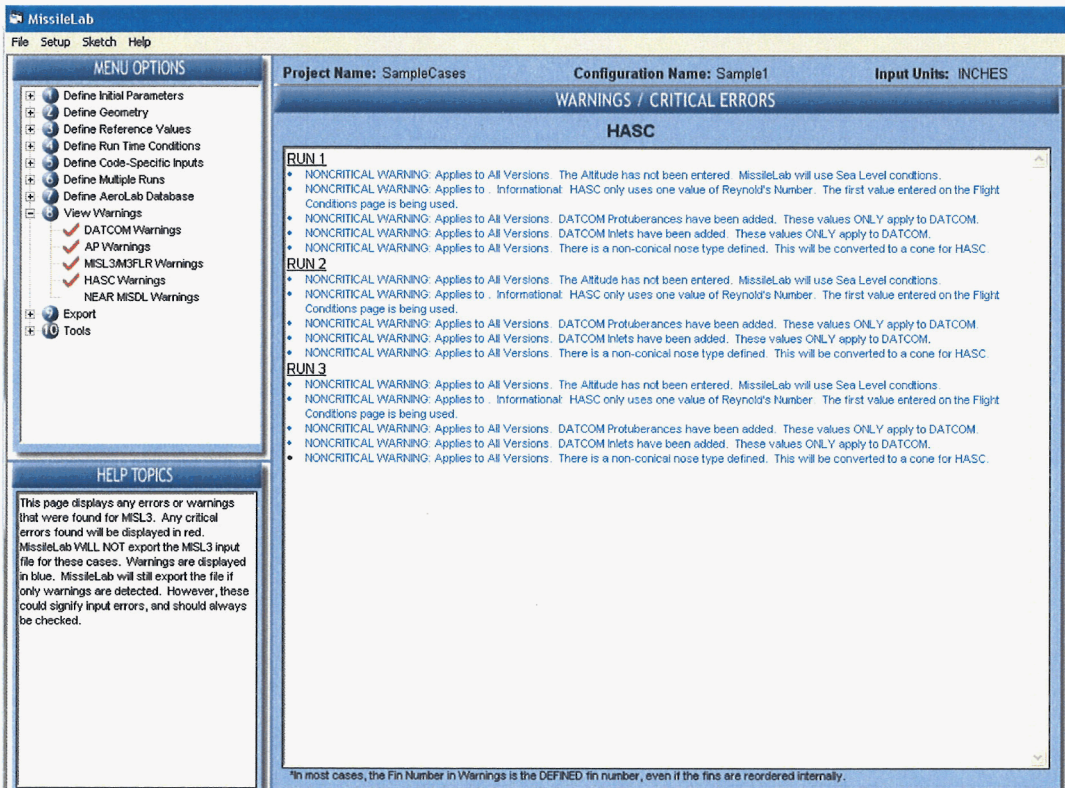 MissileLab
File Setup Sketch Help
MENU OPTIONS
1 Define Initial Parameters
2 Define Geometry
3 Define Reference Values
4 Define Run Time Conditions
5 Define Code-Specific Inputs
6 Define Multiple Runs
7 Define AeroLab Database
8 View Warnings
DATCOM Warnings
AP Warnings
MISL3/M3FLR Warnings
HASC Warnings
NEAR MISDL Warnings
9 Export
10 Tools
HELP TOPICS
This page displays any errors or warnings
that were found for MISL3. Any critical
errors found will be displayed in red.
MissileLab WILL NOT export the MISL3 input
file for these cases. Warnings are displayed
in blue. MissileLab will still export the file if
only warnings are detected. However, these
could signify input errors, and should always
be checked.
Project Name: SampleCases Configuration Name: Sample1 Input Units: INCHES
WARNINGS / CRITICAL ERRORS
HASC
RUN 1
• NONCRITICAL WARNING: Applies to All Versions. The Altitude has not been entered. MissileLab will use Sea Level condtions.
• NONCRITICAL WARNING: Applies to . Informational: HASC only uses one value of Reynold's Number. The first value entered on the Flight
Conditions page is being used.
• NONCRITICAL WARNING: Applies to All Versions. DATCOM Protuberances have been added. These values ONLY apply to DATCOM.
• NONCRITICAL WARNING: Applies to All Versions. DATCOM Inlets have been added. These values ONLY apply to DATCOM.
• NONCRITICAL WARNING: Applies to All Versions. There is a non-conical nose type defined. This will be converted to a cone for HASC.
RUN 2
• NONCRITICAL WARNING: Applies to All Versions. The Altitude has not been entered. MissileLab will use Sea Level condtions.
• NONCRITICAL WARNING: Applies to . Informational: HASC only uses one value of Reynold's Number. The first value entered on the Flight
Conditions page is being used.
• NONCRITICAL WARNING: Applies to All Versions. DATCOM Protuberances have been added. These values ONLY apply to DATCOM.
• NONCRITICAL WARNING: Applies to All Versions. DATCOM Inlets have been added. These values ONLY apply to DATCOM.
• NONCRITICAL WARNING: Applies to All Versions. There is a non-conical nose type defined. This will be converted to a cone for HASC.
RUN 3
• NONCRITICAL WARNING: Applies to All Versions. The Altitude has not been entered. MissileLab will use Sea Level condtions.
• NONCRITICAL WARNING: Applies to . Informational: HASC only uses one value of Reynold's Number. The first value entered on the Flight
Conditions page is being used.
• NONCRITICAL WARNING: Applies to All Versions. DATCOM Protuberances have been added. These values ONLY apply to DATCOM.
• NONCRITICAL WARNING: Applies to All Versions. DATCOM Inlets have been added. These values ONLY apply to DATCOM.
• NONCRITICAL WARNING: Applies to All Versions. There is a non-conical nose type defined. This will be converted to a cone for HASC.
*In most cases, the Fin Number in Warnings is the DEFINED fin number, even if the fins are reordered internally.